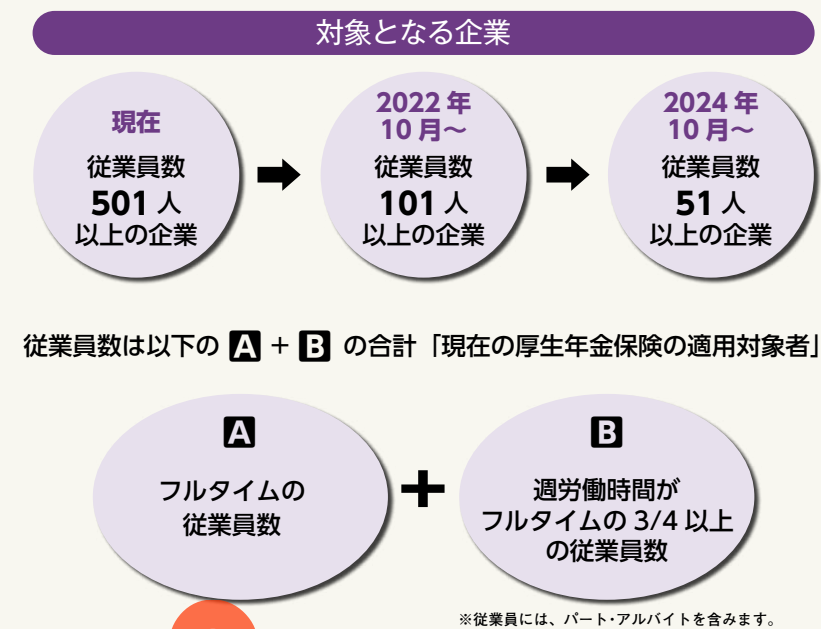 対象となる企業
現在
従業員数
501 人
以上の企業
2022 年
10 月～
従業員数
101 人
以上の企業
2024 年
10 月～
従業員数
51 人
以上の企業
従業員数は以下の A + B の合計「現在の厚生年金保険の適用対象者」
A
フルタイムの
従業員数
B
週労働時間が
フルタイムの 3/4 以上
の従業員数
※従業員には、パート・アルバイトを含みます。